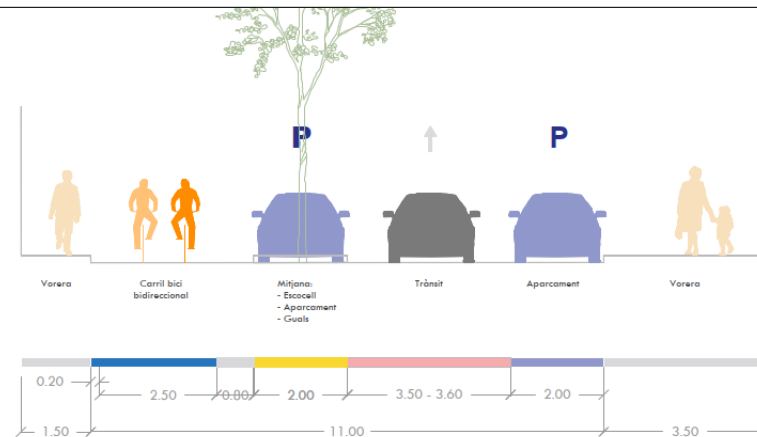 P
P
Vorera
Carril bici
bidireccional
Mitjana:
- Escocell
- Aparcament
- Guals
Trànsit
Aparcament
Vorera
0.20
2.50
0.80
2.00
3.50 - 3.60
2.00
1.50
11.00
3.50